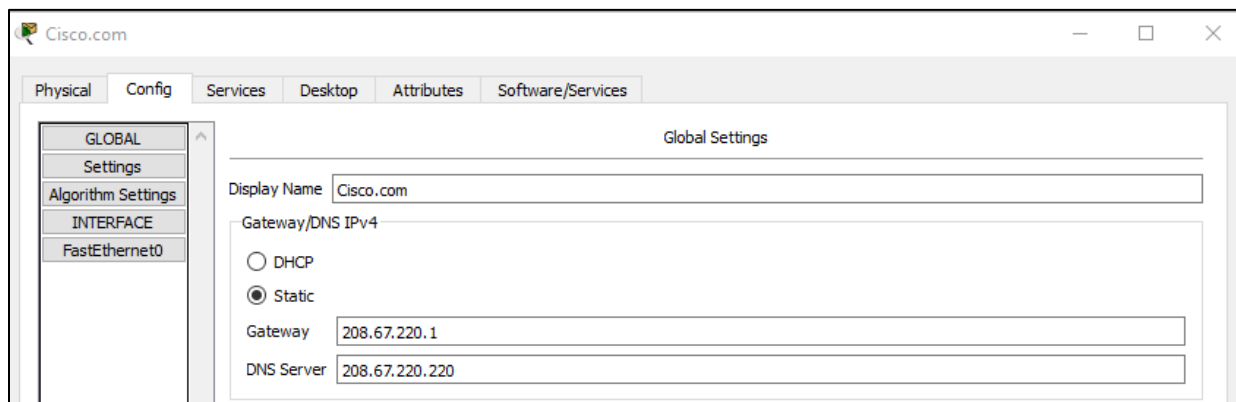 Cisco.com
Physical Config Services Desktop Attributes Software/Services
GLOBAL
Settings
Algorithm Settings
INTERFACE
FastEthernet0
Global Settings
Display Name Cisco.com
Gateway/DNS IPv4
DHCP
Static
Gateway 208.67.220.1
DNS Server 208.67.220.220